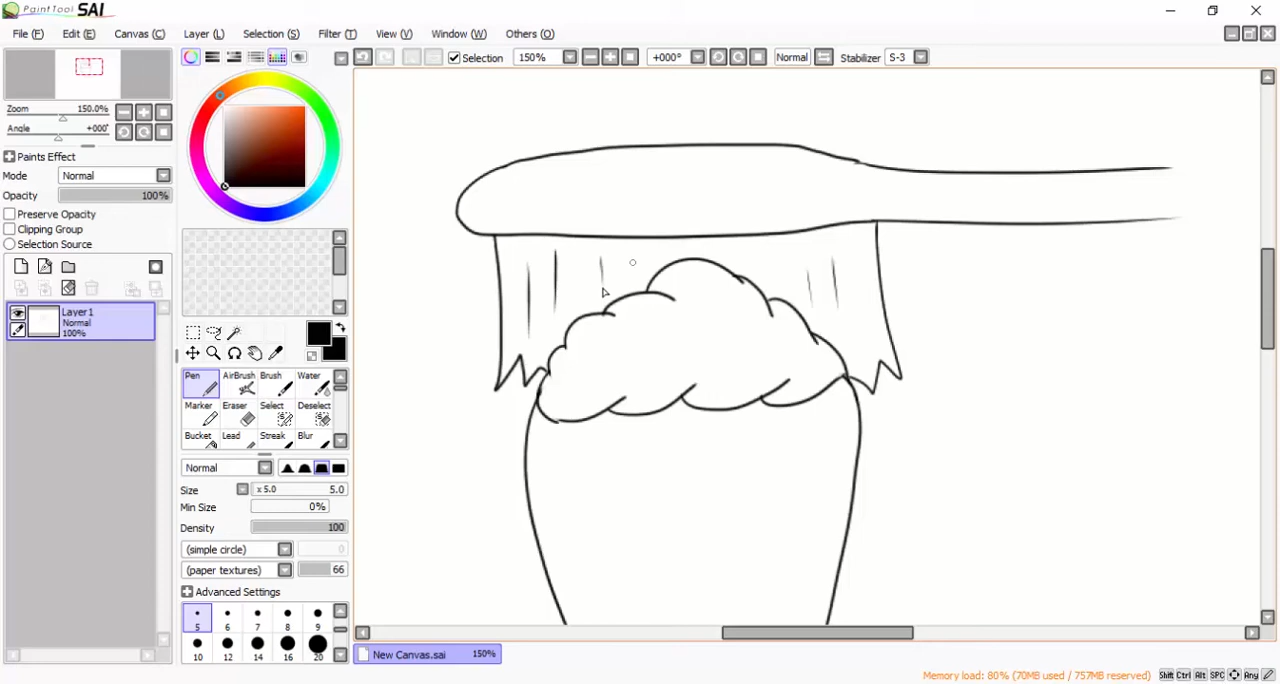 PaintTool SAI
File (F) Edit (E) Canvas (C) Layer (L) Selection (S) Filter (T) View (V) Window (W) Others (O)
Selection 150% +000° Normal Stabilizer S-3
Zoom 150.0%
Angle +000°
Paints Effect
Mode Normal
Opacity 100%
Preserve Opacity
Clipping Group
Selection Source
Layer1
Normal
100%
Pen AirBrush Brush Water
Marker Eraser Select Deselect
Bucket Lead Streak Blur
Normal
Size x 5.0 5.0
Min Size 0%
Density 100
(simple circle) 0
(paper textures) 66
Advanced Settings
5 6 7 8 9
10 12 14 16 20
New Canvas.sai 150%
Memory load: 80% (70MB used / 757MB reserved) Shift Ctrl Alt SPC Any